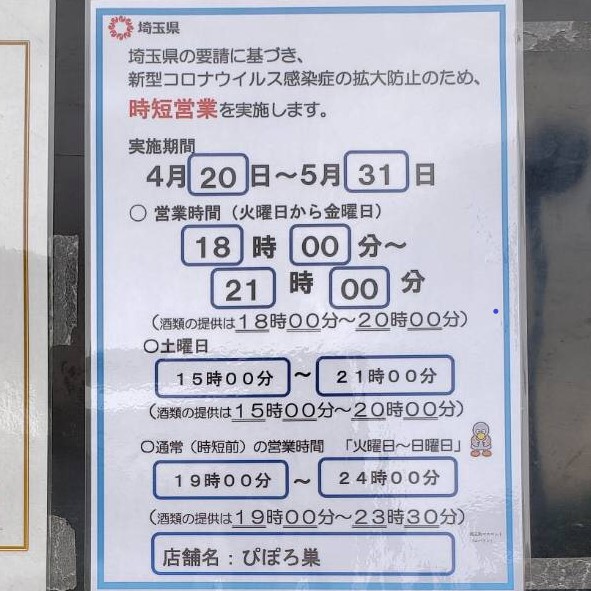 埼玉県
埼玉県の要請に基づき、
新型コロナウイルス感染症の拡大防止のため、
時短営業を実施します。
実施期間
4月20日～5月31日
○ 営業時間（火曜日から金曜日）
18時00分～
21時00分
（酒類の提供は18時00分～20時00分）
○土曜日
15時00分～21時00分
（酒類の提供は15時00分～20時00分）
○通常（時短前）の営業時間 「火曜日～日曜日」
19時00分～24時00分
（酒類の提供は19時00分～23時30分）
店舗名：ぴぽろ巣